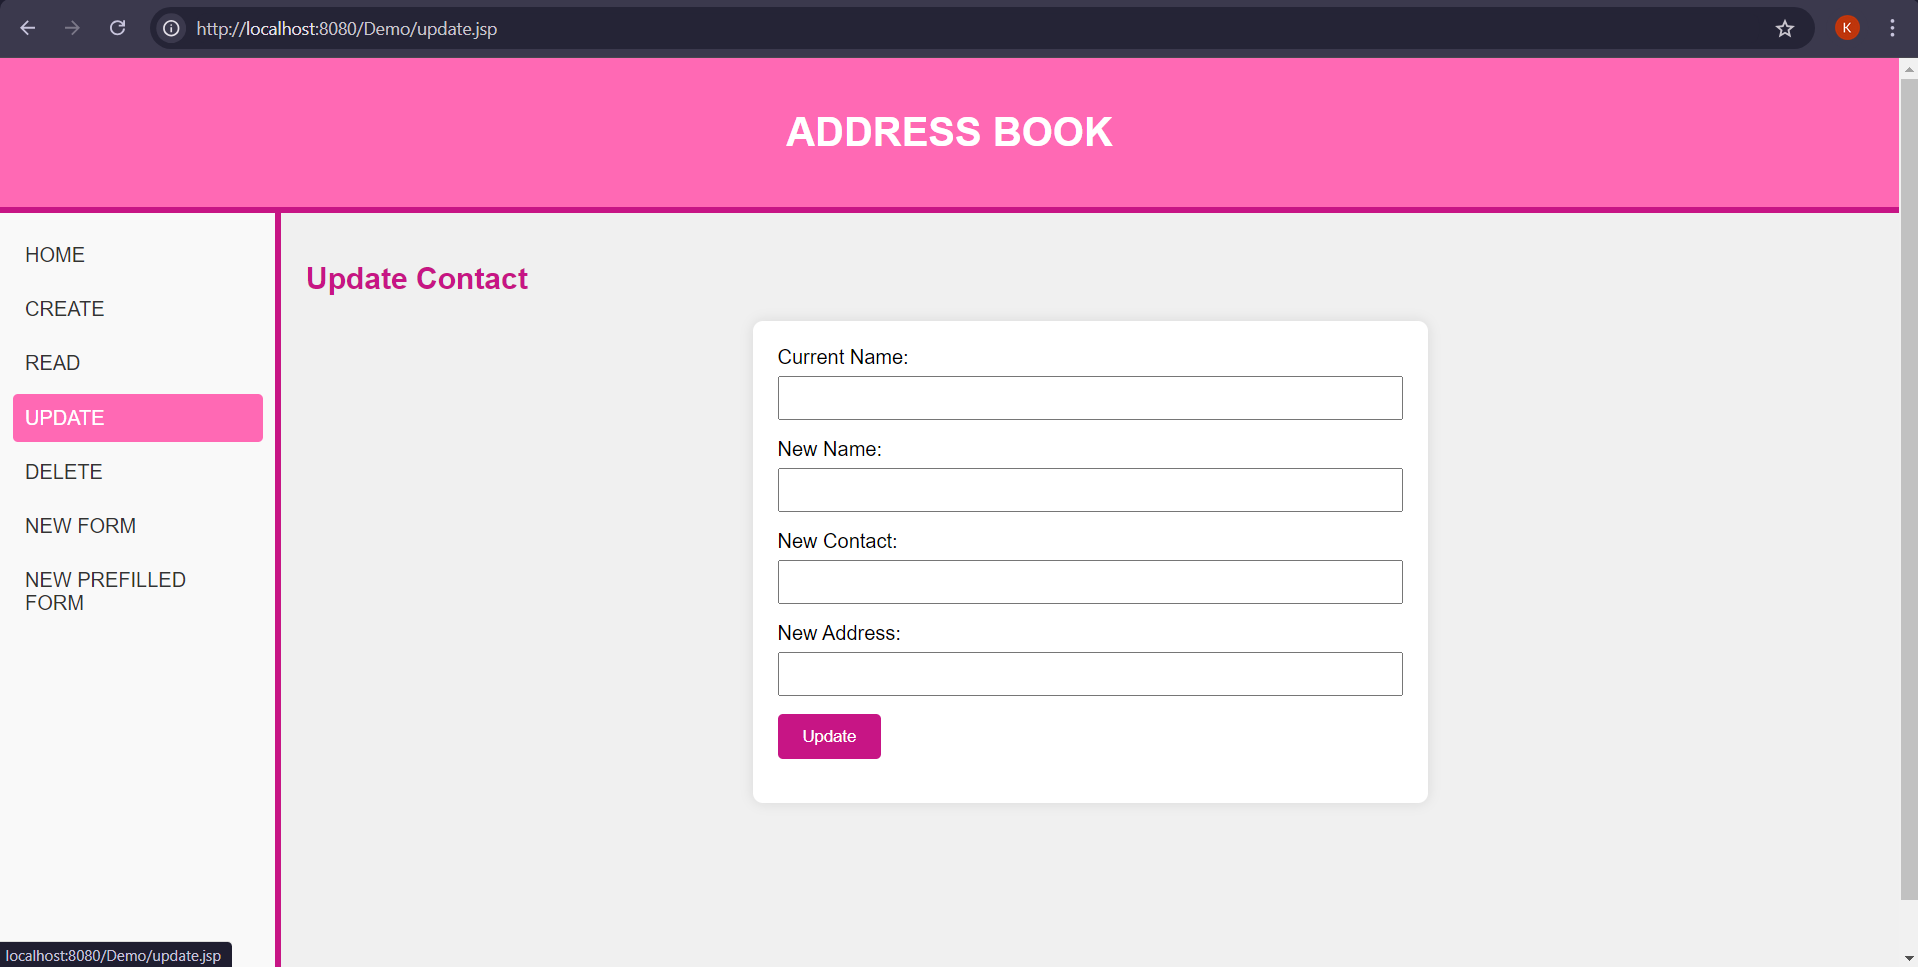 http://localhost:8080/Demo/update.jsp
K
ADDRESS BOOK
HOME
CREATE
READ
UPDATE
DELETE
NEW FORM
NEW PREFILLED
FORM
Update Contact
Current Name:
New Name:
New Contact:
New Address:
Update
localhost:8080/Demo/update.jsp